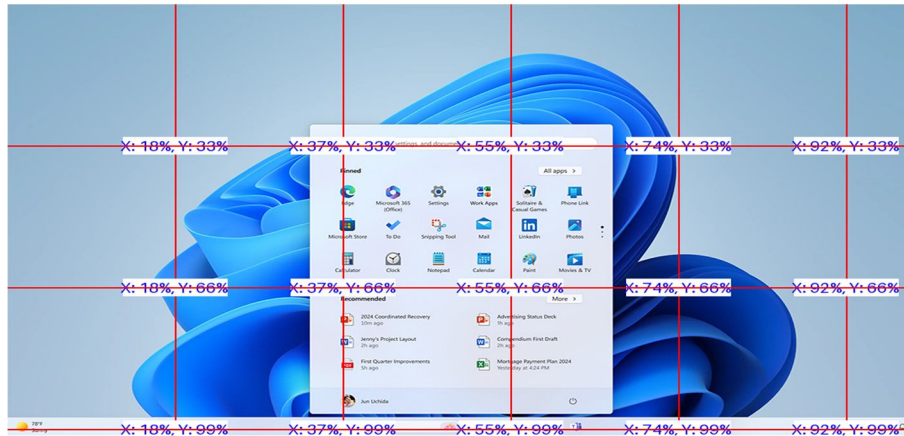 X: 18%, Y: 33% X: 37%, Y: 33% settings, and docume X: 55%, Y: 33% X: 74%, Y: 33% X: 92%, Y: 33%
Pinned All apps >
Edge Microsoft 365 (Office) Settings Work Apps Solitaire & Casual Games Phone Link
Microsoft Store To Do Snipping Tool Mail LinkedIn Photos
Calculator Clock Notepad Calendar Paint Movies & TV
X: 18%, Y: 66% X: 37%, Y: 66% X: 55%, Y: 66% X: 74%, Y: 66% X: 92%, Y: 66%
Recommended More >
2024 Coordinated Recovery Advertising Status Deck
10m ago 1h ago
Jenny's Project Layout Compendium First Draft
2h ago 2h ago
First Quarter Improvements Mortgage Payment Plan 2024
5h ago Yesterday at 4:24 PM
Jun Uchida
78°F
Sunny
X: 18%, Y: 99% X: 37%, Y: 99% X: 55%, Y: 99% X: 74%, Y: 99% X: 92%, Y: 99%